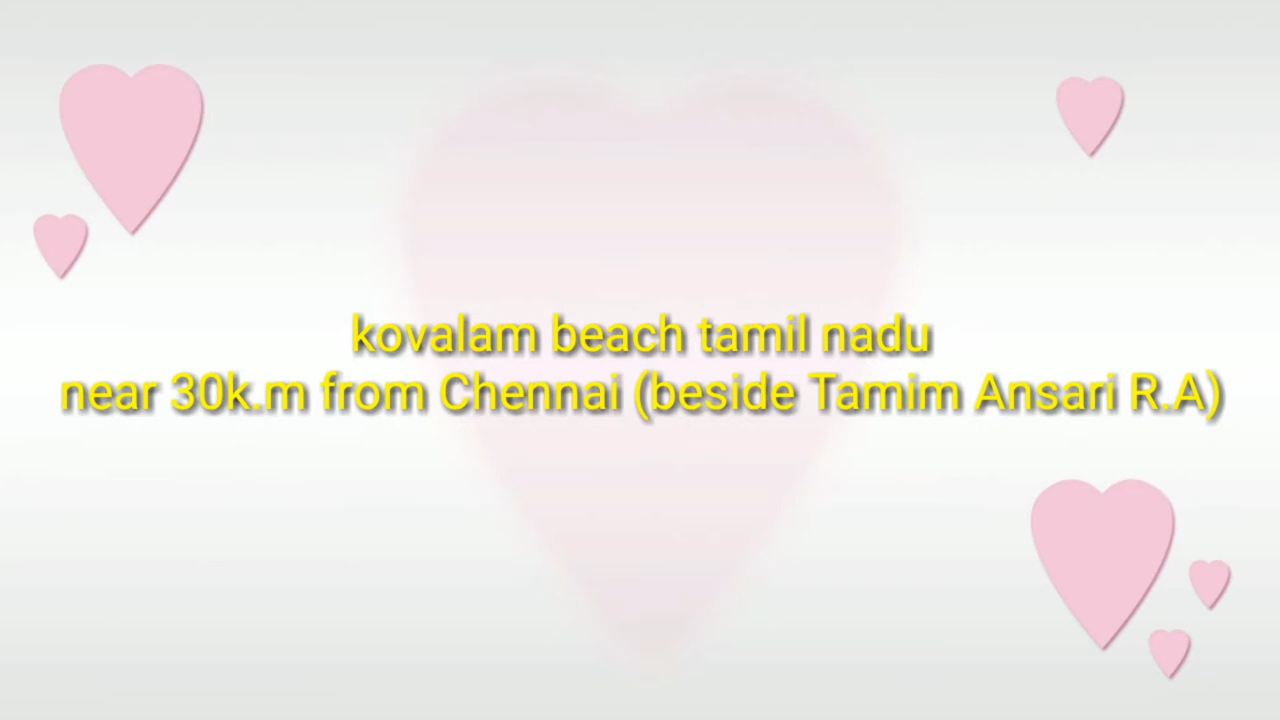 kovalam beach tamil nadu
near 30k.m from Chennai (beside Tamim Ansari R.A)